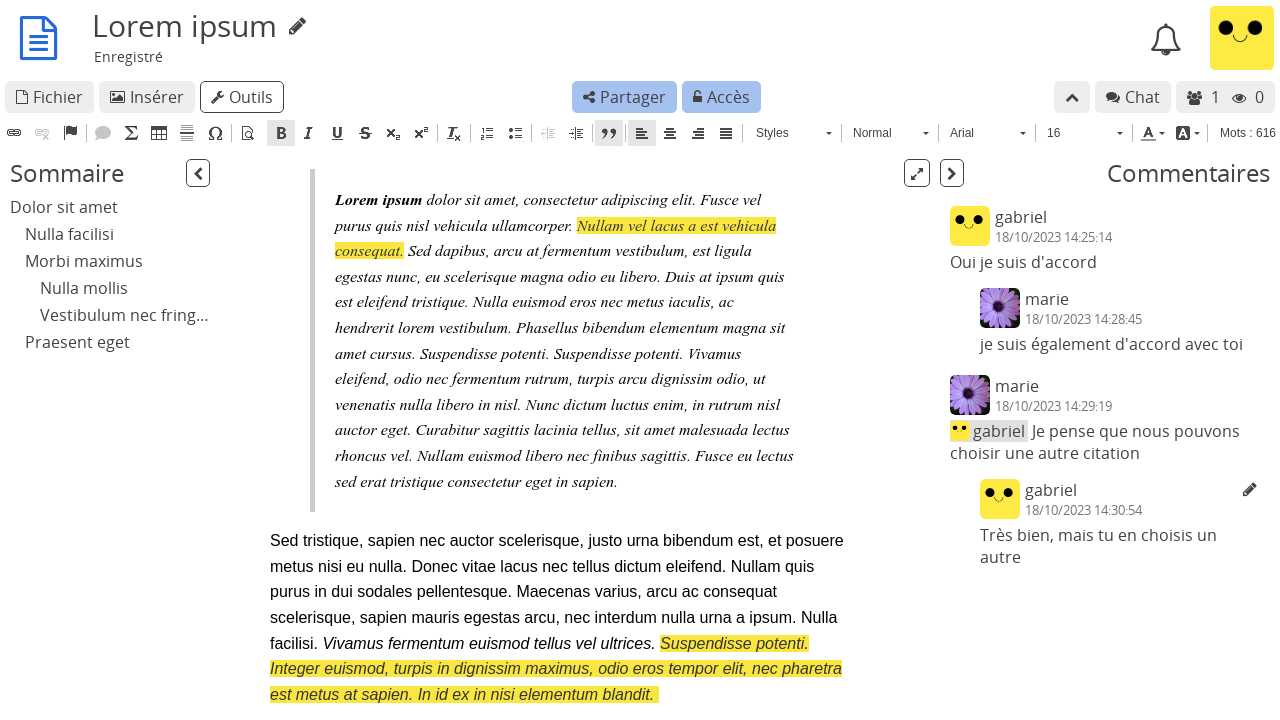 Lorem ipsum
Enregistré
Fichier Insérer Outils Partager Accès Chat 1 0
Styles Normal Arial 16 Mots : 616
Sommaire
Dolor sit amet
Nulla facilisi
Morbi maximus
Nulla mollis
Vestibulum nec fring...
Praesent eget
Lorem ipsum dolor sit amet, consectetur adipiscing elit. Fusce vel
purus quis nisl vehicula ullamcorper. Nullam vel lacus a est vehicula
consequat. Sed dapibus, arcu at fermentum vestibulum, est ligula
egestas nunc, eu scelerisque magna odio eu libero. Duis at ipsum quis
est eleifend tristique. Nulla euismod eros nec metus iaculis, ac
hendrerit lorem vestibulum. Phasellus bibendum elementum magna sit
amet cursus. Suspendisse potenti. Suspendisse potenti. Vivamus
eleifend, odio nec fermentum rutrum, turpis arcu dignissim odio, ut
venenatis nulla libero in nisl. Nunc dictum luctus enim, in rutrum nisl
auctor eget. Curabitur sagittis lacinia tellus, sit amet malesuada lectus
rhoncus vel. Nullam euismod libero nec finibus sagittis. Fusce eu lectus
sed erat tristique consectetur eget in sapien.
Sed tristique, sapien nec auctor scelerisque, justo urna bibendum est, et posuere
metus nisi eu nulla. Donec vitae lacus nec tellus dictum eleifend. Nullam quis
purus in dui sodales pellentesque. Maecenas varius, arcu ac consequat
scelerisque, sapien mauris egestas arcu, nec interdum nulla urna a ipsum. Nulla
facilisi. Vivamus fermentum euismod tellus vel ultrices. Suspendisse potenti.
Integer euismod, turpis in dignissim maximus, odio eros tempor elit, nec pharetra
est metus at sapien. In id ex in nisi elementum blandit.
Commentaires
gabriel
18/10/2023 14:25:14
Oui je suis d'accord
marie
18/10/2023 14:28:45
je suis également d'accord avec toi
marie
18/10/2023 14:29:19
gabriel Je pense que nous pouvons
choisir une autre citation
gabriel
18/10/2023 14:30:54
Très bien, mais tu en choisis un
autre